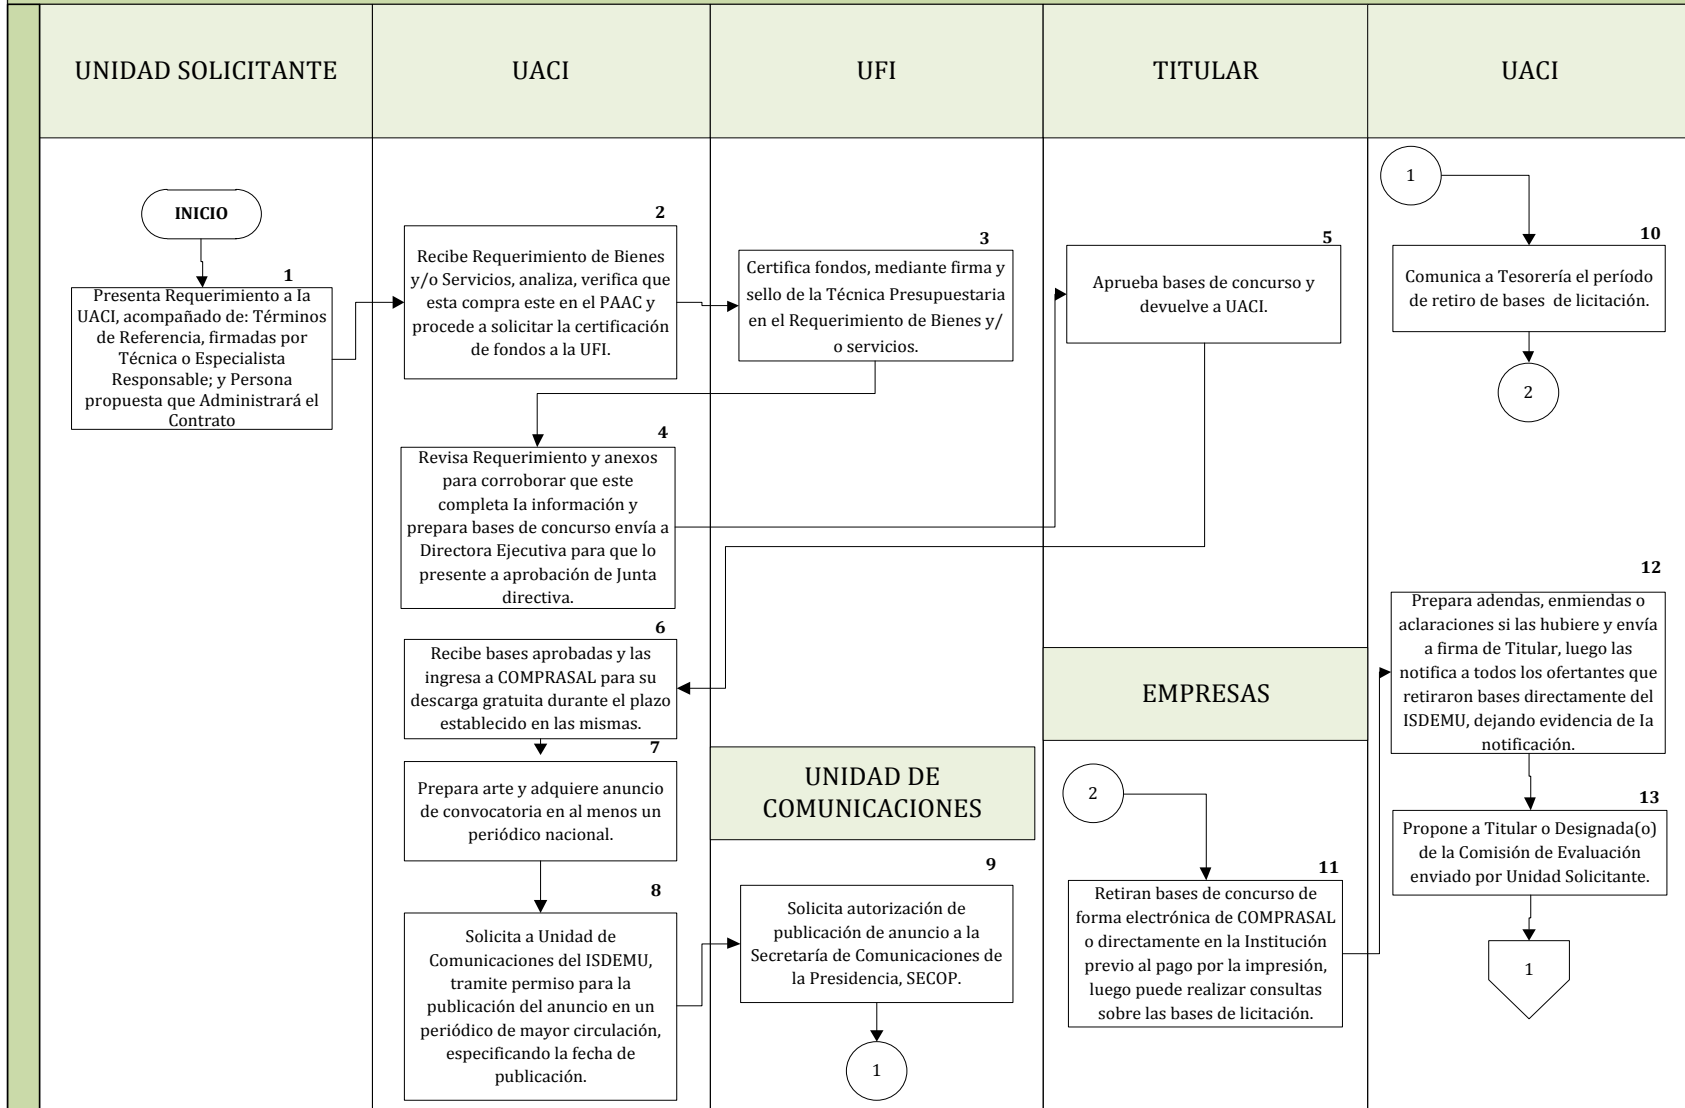 UNIDAD SOLICITANTE
UACI
UFI
TITULAR
UACI
INICIO
1
Presenta Requerimiento a la
UACI, acompañado de: Términos
de Referencia, firmadas por
Técnica o Especialista
Responsable; y Persona
propuesta que Administrará el
Contrato
2
Recibe Requerimiento de Bienes
y/o Servicios, analiza, verifica que
esta compra este en el PAAC y
procede a solicitar la certificación
de fondos a la UFI.
3
Certifica fondos, mediante firma y
sello de la Técnica Presupuestaria
en el Requerimiento de Bienes y/
o servicios.
4
Revisa Requerimiento y anexos
para corroborar que este
completa la información y
prepara bases de concurso envía a
Directora Ejecutiva para que lo
presente a aprobación de Junta
directiva.
5
Aprueba bases de concurso y
devuelve a UACI.
6
Recibe bases aprobadas y las
ingresa a COMPRASAL para su
descarga gratuita durante el plazo
establecido en las mismas.
7
Prepara arte y adquiere anuncio
de convocatoria en al menos un
periódico nacional.
8
Solicita a Unidad de
Comunicaciones del ISDEMU,
tramite permiso para la
publicación del anuncio en un
periódico de mayor circulación,
especificando la fecha de
publicación.
UNIDAD DE
COMUNICACIONES
9
Solicita autorización de
publicación de anuncio a la
Secretaría de Comunicaciones de
la Presidencia, SECOP.
1
1
10
Comunica a Tesorería el período
de retiro de bases de licitación.
2
EMPRESAS
2
11
Retiran bases de concurso de
forma electrónica de COMPRASAL
o directamente en la Institución
previo al pago por la impresión,
luego puede realizar consultas
sobre las bases de licitación.
12
Prepara adendas, enmiendas o
aclaraciones si las hubiere y envía
a firma de Titular, luego las
notifica a todos los ofertantes que
retiraron bases directamente del
ISDEMU, dejando evidencia de la
notificación.
13
Propone a Titular o Designada(o)
de la Comisión de Evaluación
enviado por Unidad Solicitante.
1